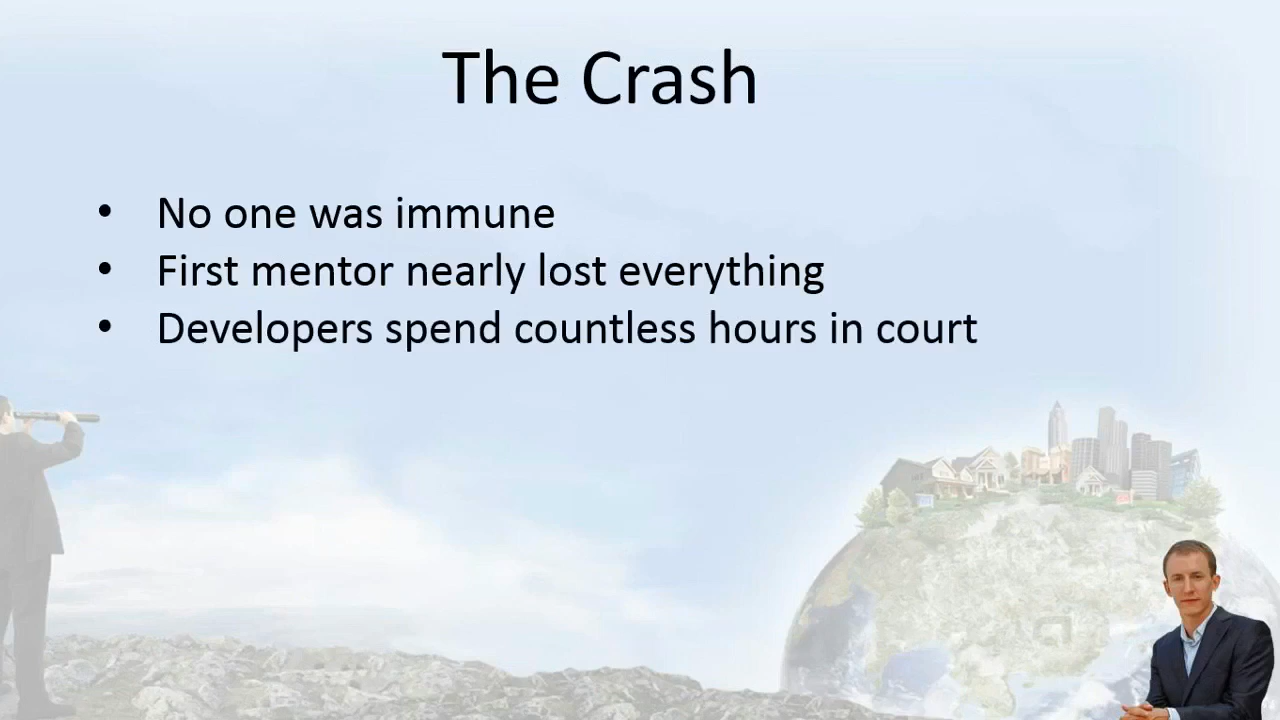 The Crash
• No one was immune
• First mentor nearly lost everything
• Developers spend countless hours in court